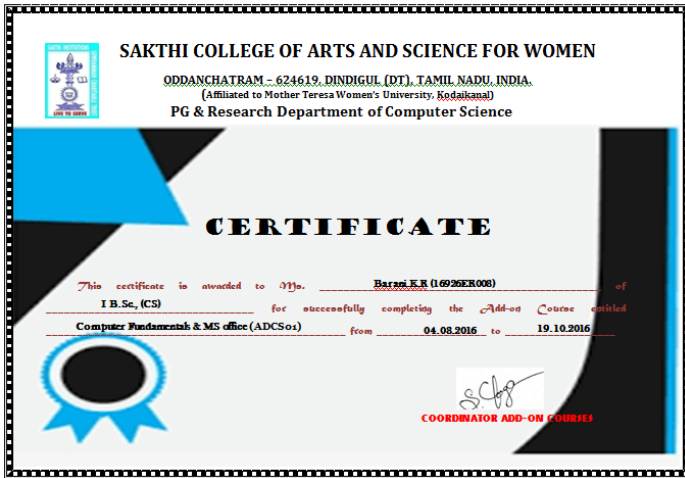 SAKTHI COLLEGE OF ARTS AND SCIENCE FOR WOMEN
ODDANCHATRAM – 624619, DINDIGUL (DT), TAMIL NADU, INDIA.
(Affiliated to Mother Teresa Women's University, Kodaikanal)
PG & Research Department of Computer Science
LIVE TO SERVE
CERTIFICATE
This certificate is awarded to Ms. Barani.K.R (16926ER008) of
I B.Sc., (CS) for successfully completing the Add-on Course entitled
Computer Fundamentals & MS office (ADCS01) from 04.08.2016 to 19.10.2016
COORDINATOR ADD-ON COURSES